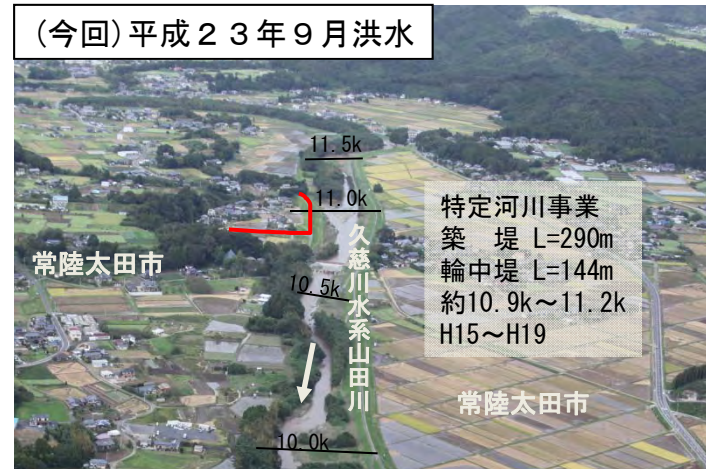 (今回)平成23年9月洪水
11.5k
11.0k
特定河川事業
築　堤 L=290m
輪中堤 L=144m
約10.9k～11.2k
H15～H19
常陸太田市
久慈川水系山田川
10.5k
常陸太田市
10.0k